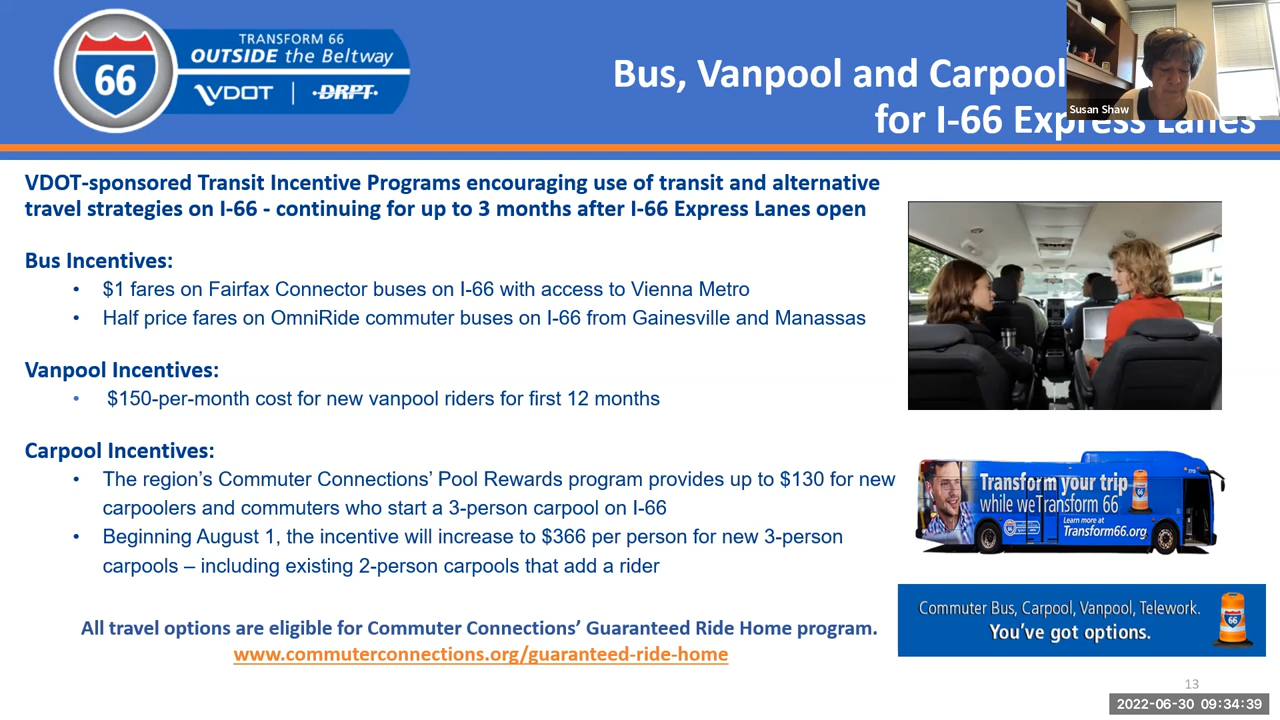 TRANSFORM 66
OUTSIDE the Beltway
66
VDOT | DRPT
Bus, Vanpool and Carpool
for I-66 Express Lanes
Susan Shaw
VDOT-sponsored Transit Incentive Programs encouraging use of transit and alternative
travel strategies on I-66 - continuing for up to 3 months after I-66 Express Lanes open
Bus Incentives:
• $1 fares on Fairfax Connector buses on I-66 with access to Vienna Metro
• Half price fares on OmniRide commuter buses on I-66 from Gainesville and Manassas
Vanpool Incentives:
• $150-per-month cost for new vanpool riders for first 12 months
Carpool Incentives:
• The region's Commuter Connections' Pool Rewards program provides up to $130 for new
carpoolers and commuters who start a 3-person carpool on I-66
• Beginning August 1, the incentive will increase to $366 per person for new 3-person
carpools – including existing 2-person carpools that add a rider
All travel options are eligible for Commuter Connections' Guaranteed Ride Home program.
www.commuterconnections.org/guaranteed-ride-home
Transform your trip
while we Transform 66
Learn more at
Transform66.org
66
Commuter Bus, Carpool, Vanpool, Telework.
You've got options.
66
13
2022-06-30 09:34:39